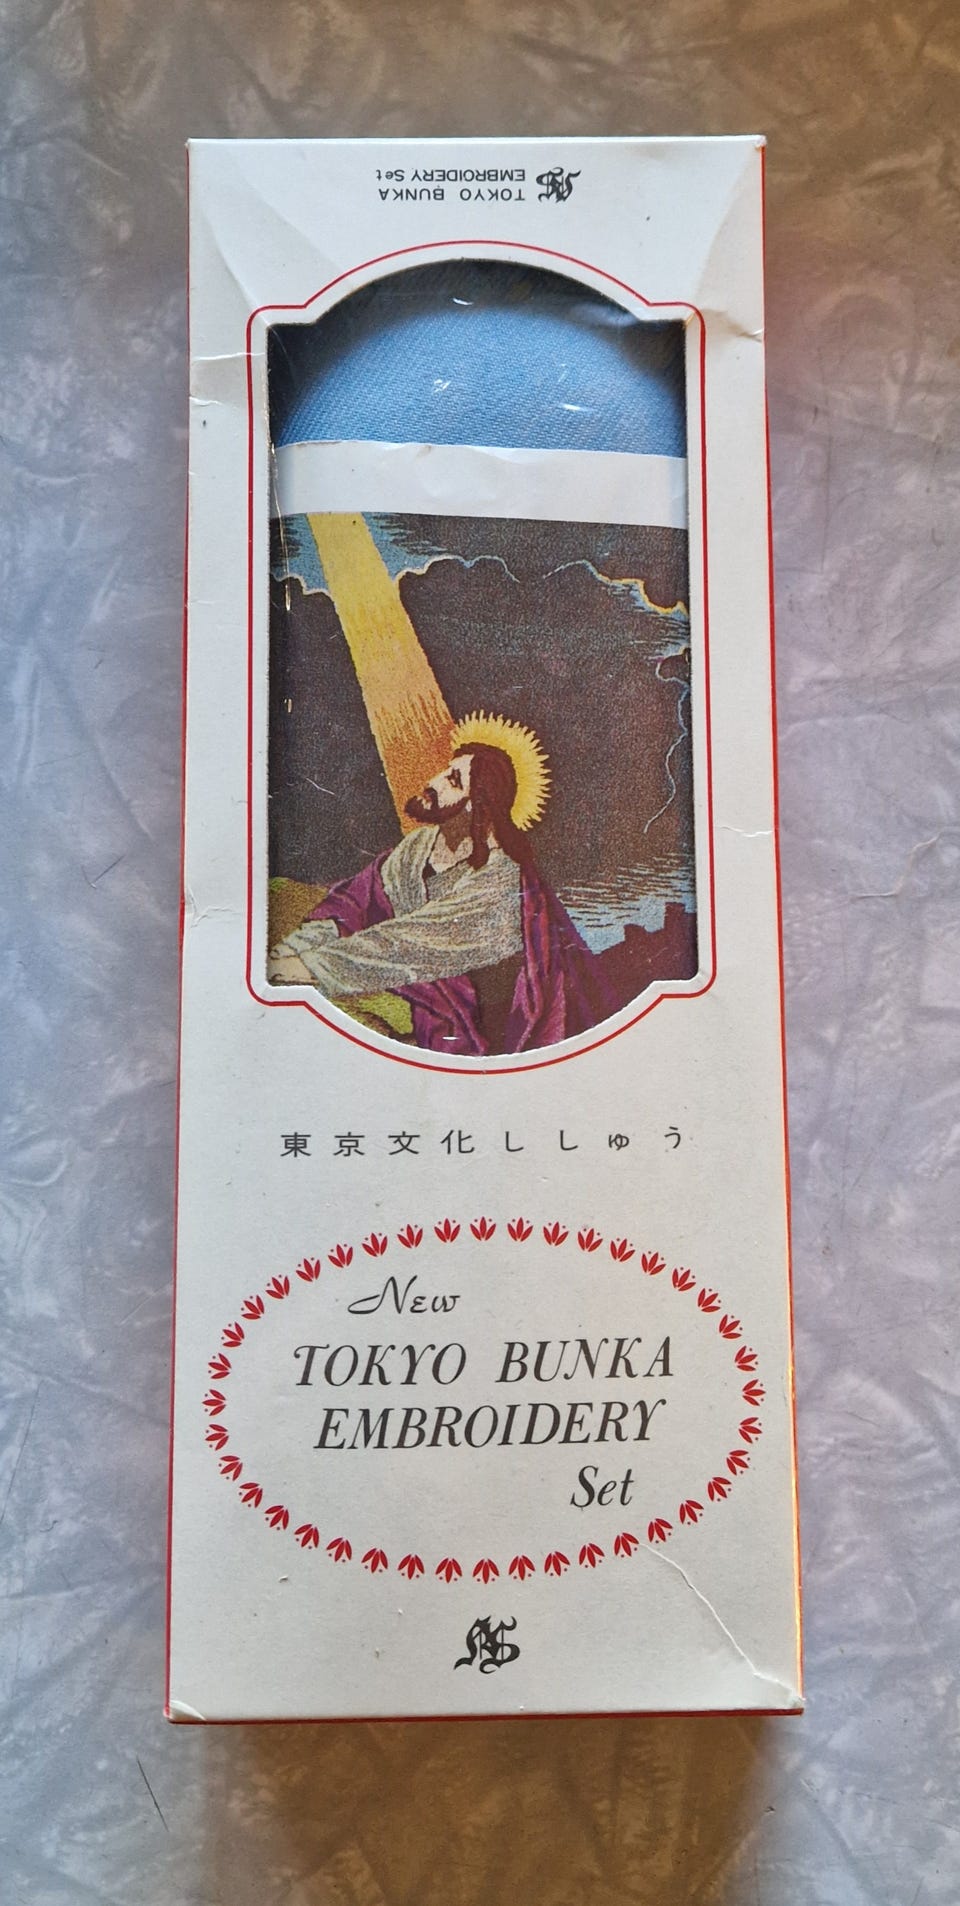 TOKYO BUNKA
EMBROIDERY Set
東京文化ししゅう
New
TOKYO BUNKA
EMBROIDERY
Set